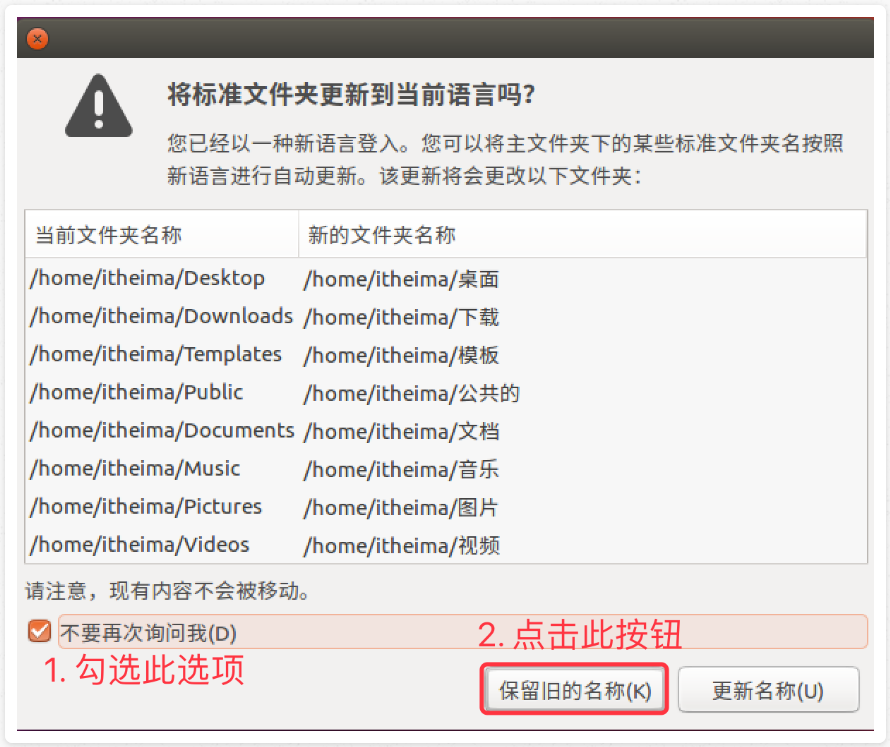 将标准文件夹更新到当前语言吗?
您已经以一种新语言登入。您可以将主文件夹下的某些标准文件夹名按照
新语言进行自动更新。该更新将会更改以下文件夹：
当前文件夹名称 新的文件夹名称
/home/itheima/Desktop /home/itheima/桌面
/home/itheima/Downloads /home/itheima/下载
/home/itheima/Templates /home/itheima/模板
/home/itheima/Public /home/itheima/公共的
/home/itheima/Documents /home/itheima/文档
/home/itheima/Music /home/itheima/音乐
/home/itheima/Pictures /home/itheima/图片
/home/itheima/Videos /home/itheima/视频
请注意，现有内容不会被移动。
不要再次询问我(D)
2. 点击此按钮
1. 勾选此选项
保留旧的名称(K) 更新名称(U)